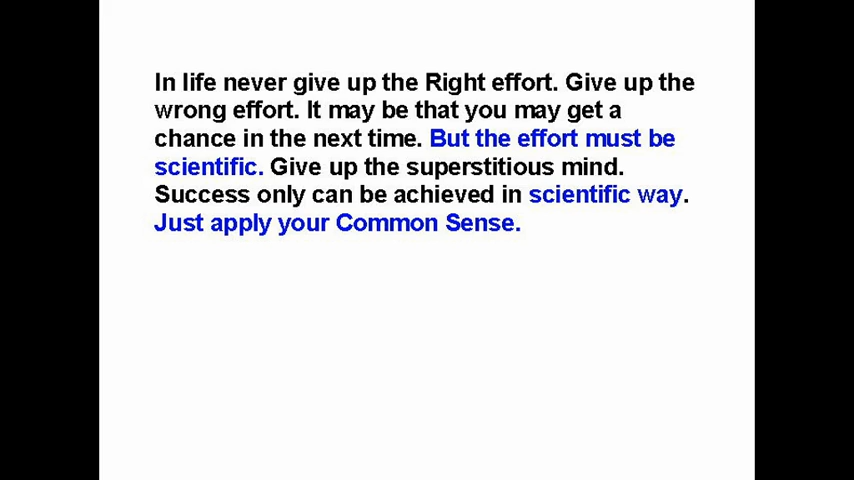 In life never give up the Right effort. Give up the
wrong effort. It may be that you may get a
chance in the next time. But the effort must be
scientific. Give up the superstitious mind.
Success only can be achieved in scientific way.
Just apply your Common Sense.